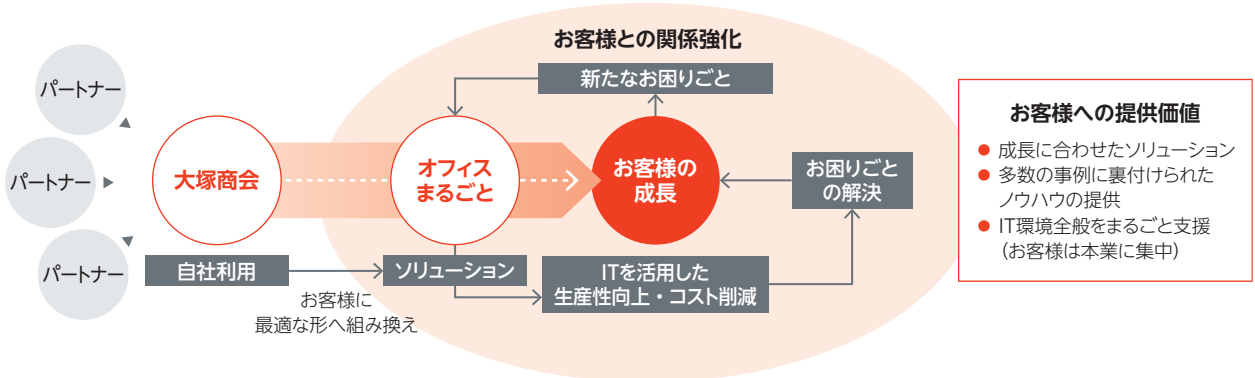 お客様との関係強化
新たなお困りごと
パートナー
パートナー
パートナー
大塚商会
オフィス
まるごと
お客様の
成長
お困りごと
の解決
自社利用
ソリューション
ITを活用した
生産性向上・コスト削減
お客様に
最適な形へ組み換え
お客様への提供価値
● 成長に合わせたソリューション
● 多数の事例に裏付けられた
ノウハウの提供
● IT環境全般をまるごと支援
(お客様は本業に集中)